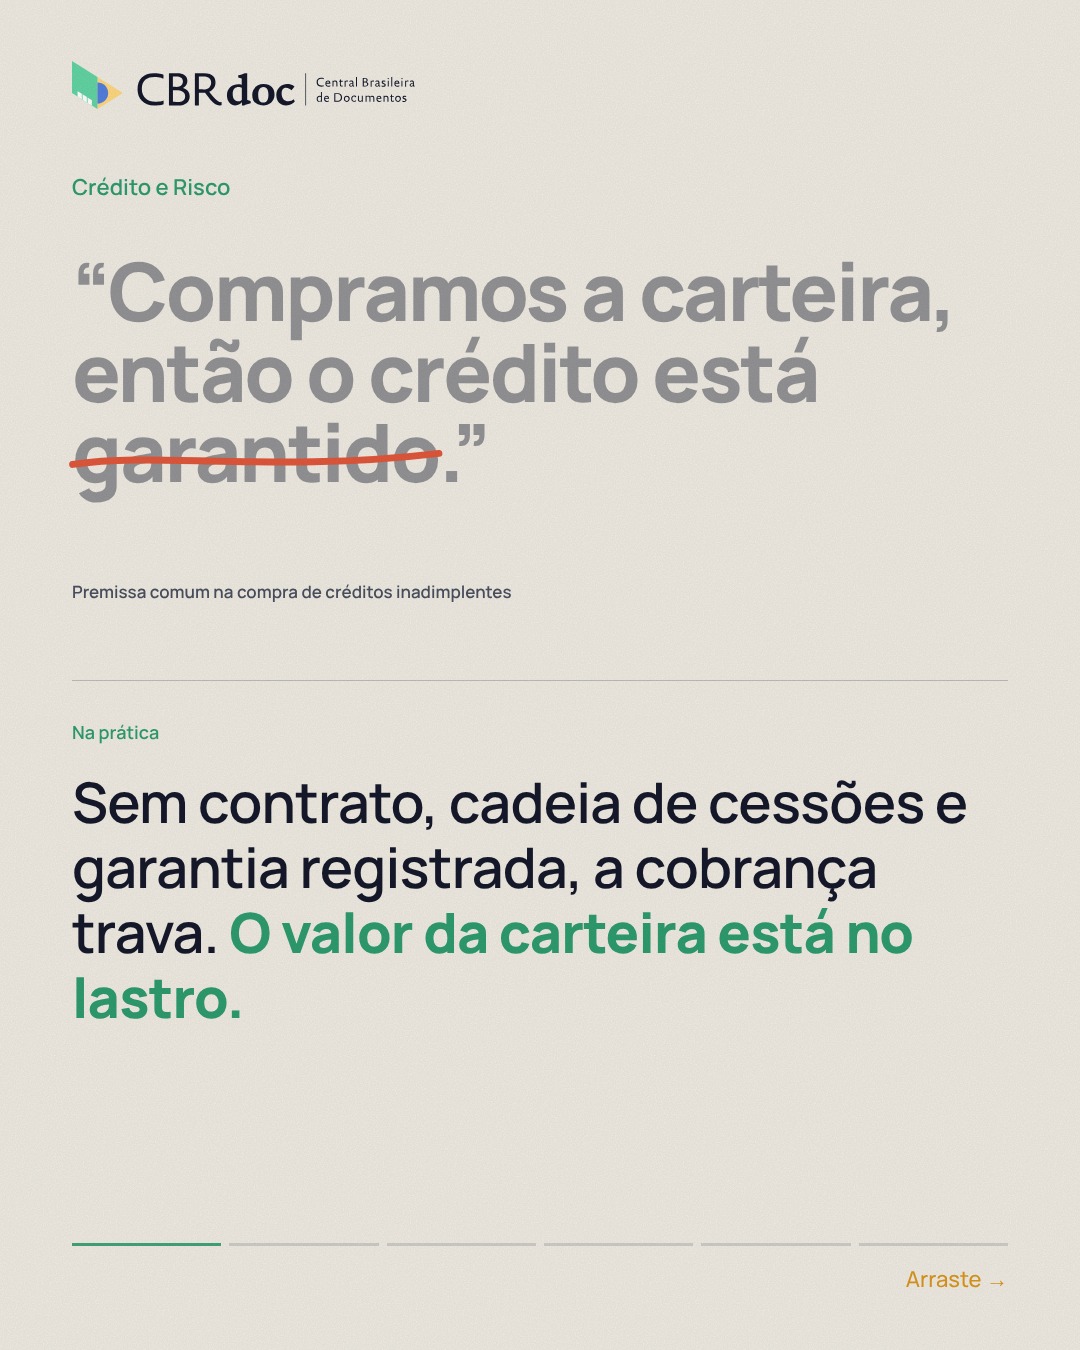 CBRdoc
Central Brasileira
de Documentos
Crédito e Risco
“Compramos a carteira,
então o crédito está
garantido.”
Premissa comum na compra de créditos inadimplentes
Na prática
Sem contrato, cadeia de cessões e
garantia registrada, a cobrança
trava. O valor da carteira está no
lastro.
Arraste →